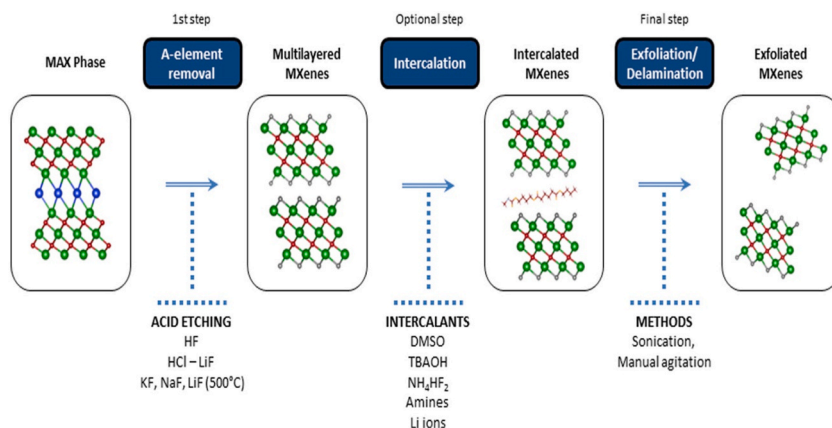 1st step
Optional step
Final step
MAX Phase
A-element
removal
Multilayered
MXenes
Intercalation
Intercalated
MXenes
Exfoliation/
Delamination
Exfoliated
MXenes
ACID ETCHING
HF
HCl – LiF
KF, NaF, LiF (500°C)
INTERCALANTS
DMSO
TBAOH
NH₄HF₂
Amines
Li ions
METHODS
Sonication,
Manual agitation